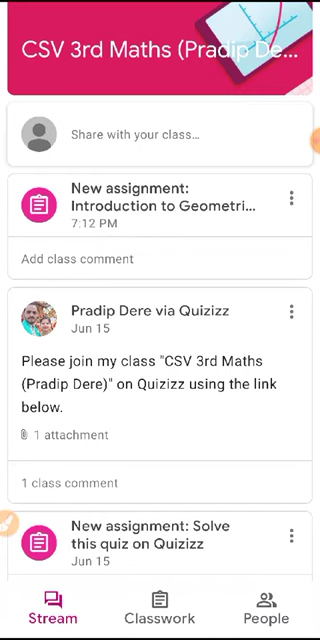 CSV 3rd Maths (Pradip De...
Share with your class...
New assignment:
Introduction to Geometri...
7:12 PM
Add class comment
Pradip Dere via Quizizz
Jun 15
Please join my class "CSV 3rd Maths
(Pradip Dere)" on Quizizz using the link
below.
1 attachment
1 class comment
New assignment: Solve
this quiz on Quizizz
Jun 15
Stream Classwork People